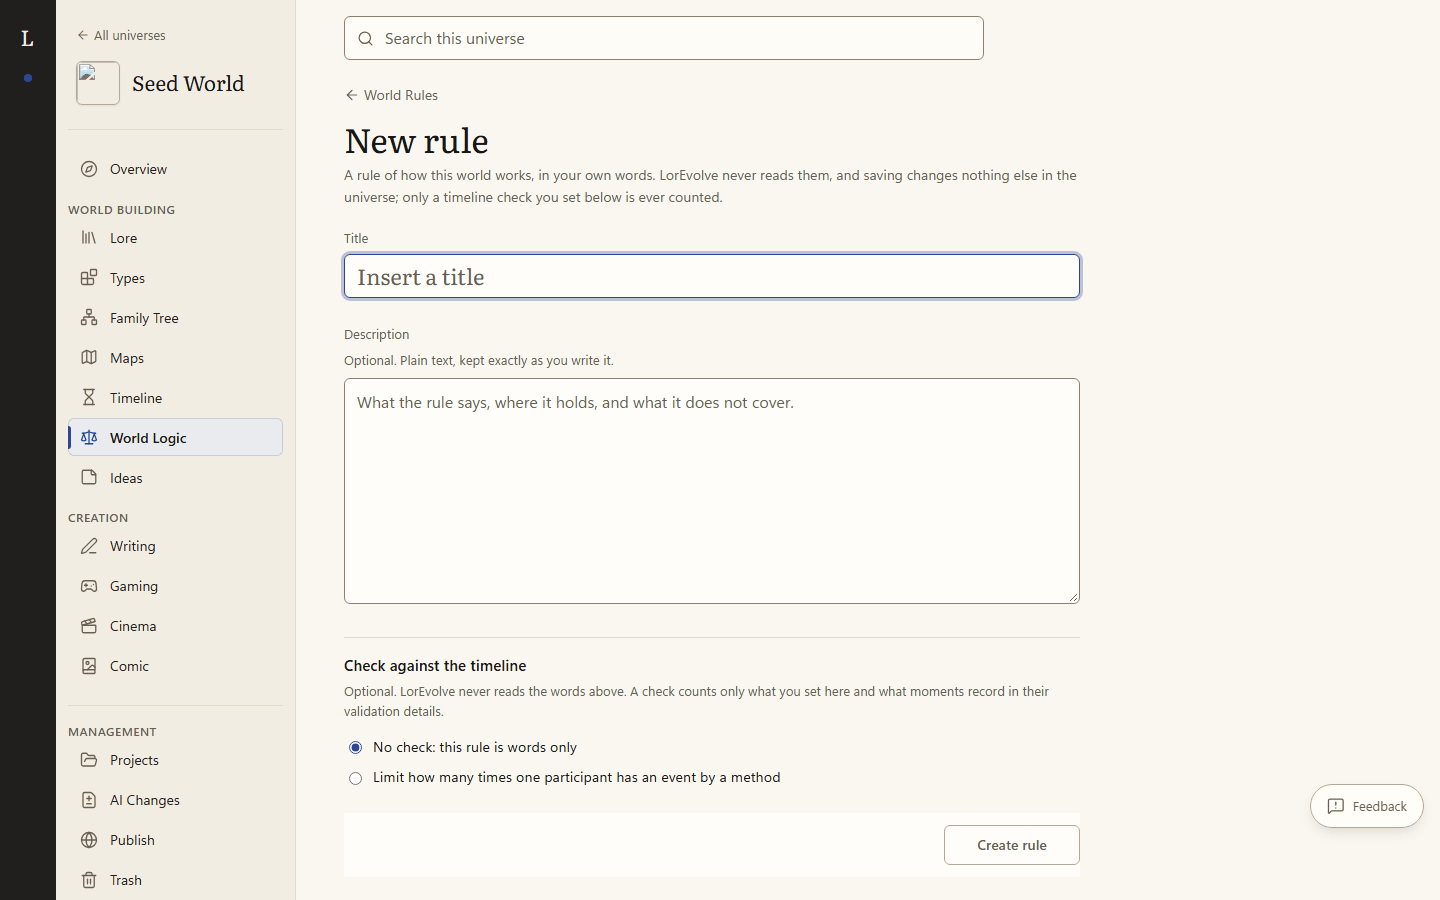 L
All universes
Seed World
Overview
WORLD BUILDING
Lore
Types
Family Tree
Maps
Timeline
World Logic
Ideas
CREATION
Writing
Gaming
Cinema
Comic
MANAGEMENT
Projects
AI Changes
Publish
Trash
Search this universe
World Rules
New rule
A rule of how this world works, in your own words. LorEvolve never reads them, and saving changes nothing else in the
universe; only a timeline check you set below is ever counted.
Title
Insert a title
Description
Optional. Plain text, kept exactly as you write it.
What the rule says, where it holds, and what it does not cover.
Check against the timeline
Optional. LorEvolve never reads the words above. A check counts only what you set here and what moments record in their
validation details.
No check: this rule is words only
Limit how many times one participant has an event by a method
Create rule
Feedback